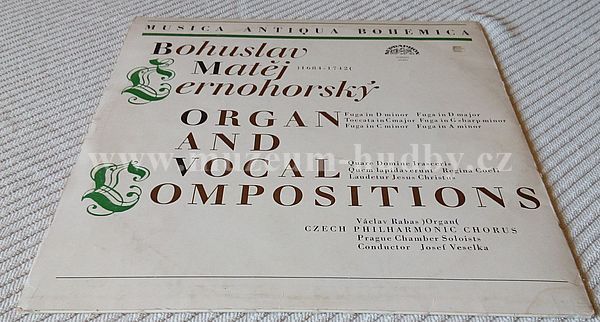 MUSICA ANTIQUA BOHEMICA
SUPRAPHON
Bohuslav
Matěj )1684-1742(
Černohorský
ORGAN
AND
VOCAL
COMPOSITIONS
Fuga in D minor Fuga in D major
Toccata in C major Fuga in G sharp minor
Fuga in C minor Fuga in A minor
www.muzeum-hudby.cz
Quare Domine irasceris
Quem lapidaverunt Regina Coeli
Laudetur Jesus Christus
Václav Rabas )Organ(
CZECH PHILHARMONIC CHORUS
Prague Chamber Soloists
Conductor Josef Veselka